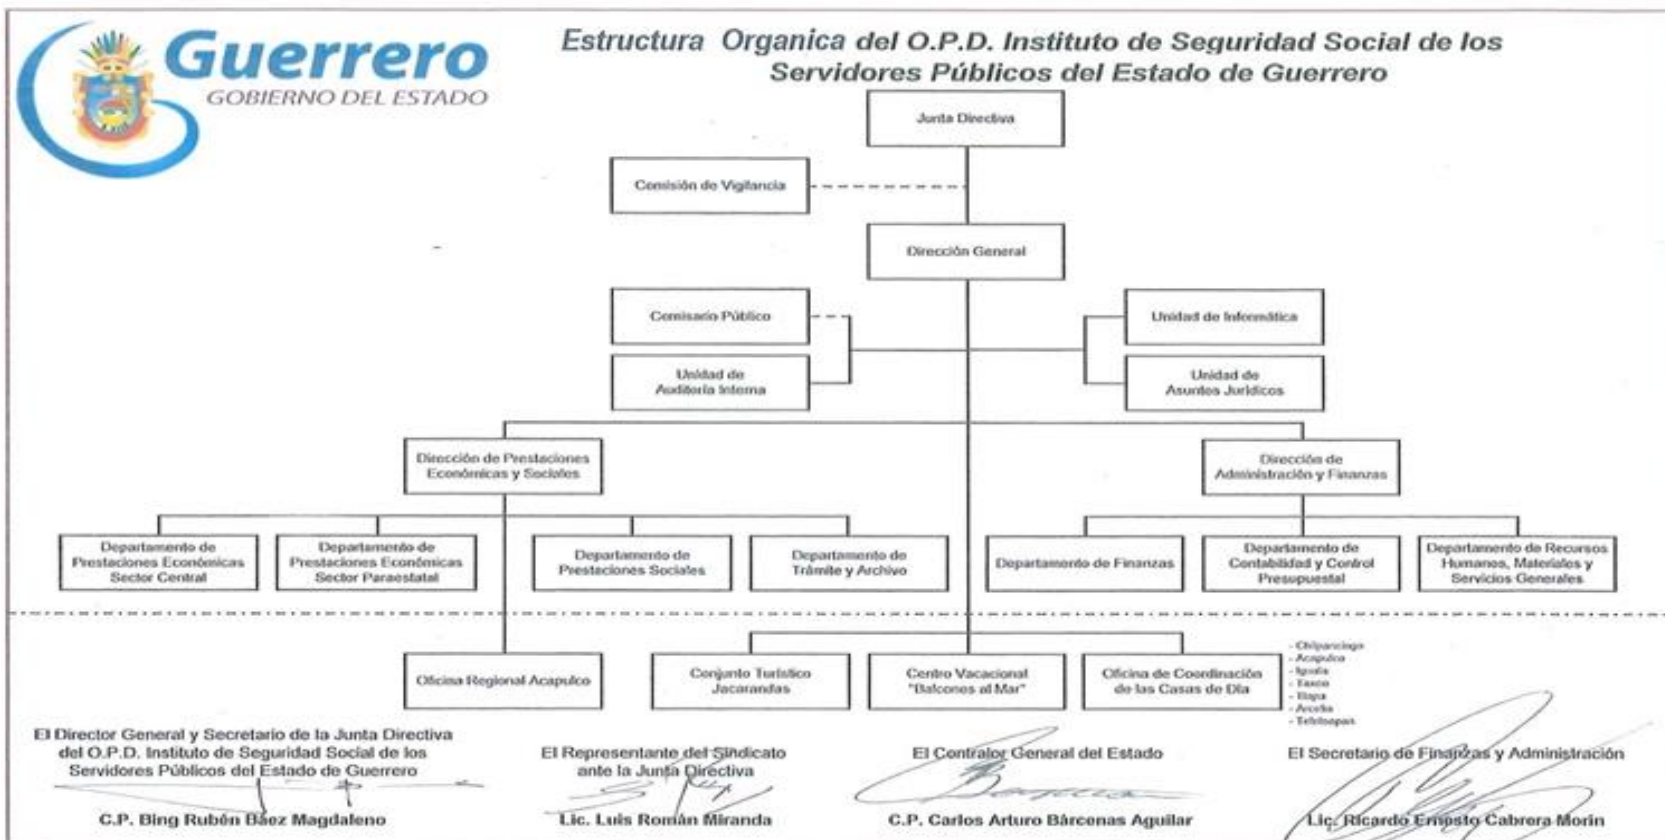 Guerrero
GOBIERNO DEL ESTADO
Estructura Organica del O.P.D. Instituto de Seguridad Social de los
Servidores Públicos del Estado de Guerrero
Junta Directiva
Comisión de Vigilancia
Dirección General
Comisario Público
Unidad de Informática
Unidad de
Auditoría Interna
Unidad de
Asuntos Jurídicos
Dirección de Prestaciones
Económicas y Sociales
Dirección de
Administración y Finanzas
Departamento de
Prestaciones Económicas
Sector Central
Departamento de
Prestaciones Económicas
Sector Paraestatal
Departamento de
Prestaciones Sociales
Departamento de
Trámite y Archivo
Departamento de Finanzas
Departamento de
Contabilidad y Control
Presupuestal
Departamento de Recursos
Humanos, Materiales y
Servicios Generales
Oficina Regional Acapulco
Conjunto Turístico
Jacarandas
Centro Vacacional
"Balcones al Mar"
Oficina de Coordinación
de las Casas de Día
- Chilpancingo
- Acapulco
- Iguala
- Taxco
- Tlapa
- Arcelia
- Teloloapan
El Director General y Secretario de la Junta Directiva
del O.P.D. Instituto de Seguridad Social de los
Servidores Públicos del Estado de Guerrero
C.P. Bing Rubén Báez Magdaleno
El Representante del Sindicato
ante la Junta Directiva
Lic. Luis Román Miranda
El Contralor General del Estado
C.P. Carlos Arturo Bárcenas Aguilar
El Secretario de Finanzas y Administración
Lic. Ricardo Ernesto Cabrera Morin